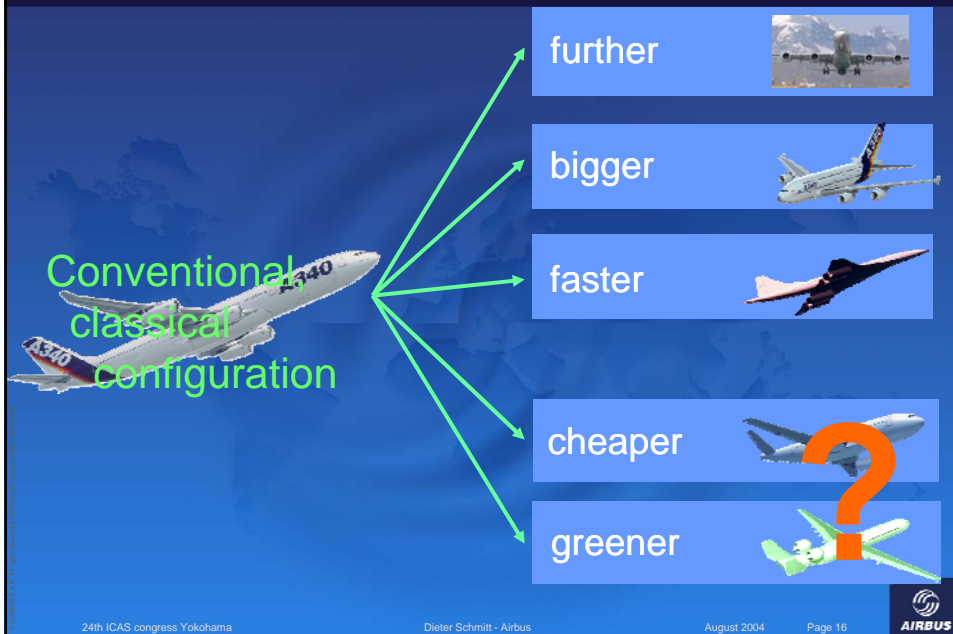 further
bigger
Conventional,
classical
configuration
A340
A340
faster
cheaper
greener
?
24th ICAS congress Yokohama
Dieter Schmitt - Airbus
August 2004
Page 16
AIRBUS